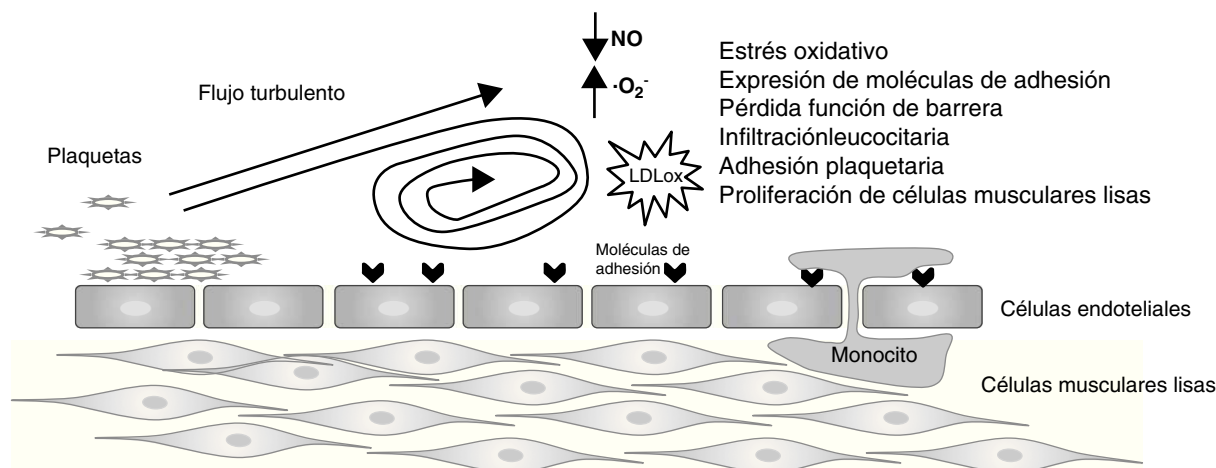 NO
·O2-
Estrés oxidativo
Expresión de moléculas de adhesión
Pérdida función de barrera
Infiltraciónleucocitaria
Adhesión plaquetaria
Proliferación de células musculares lisas
Flujo turbulento
Plaquetas
LDLox
Moléculas de
adhesión
Células endoteliales
Monocito
Células musculares lisas